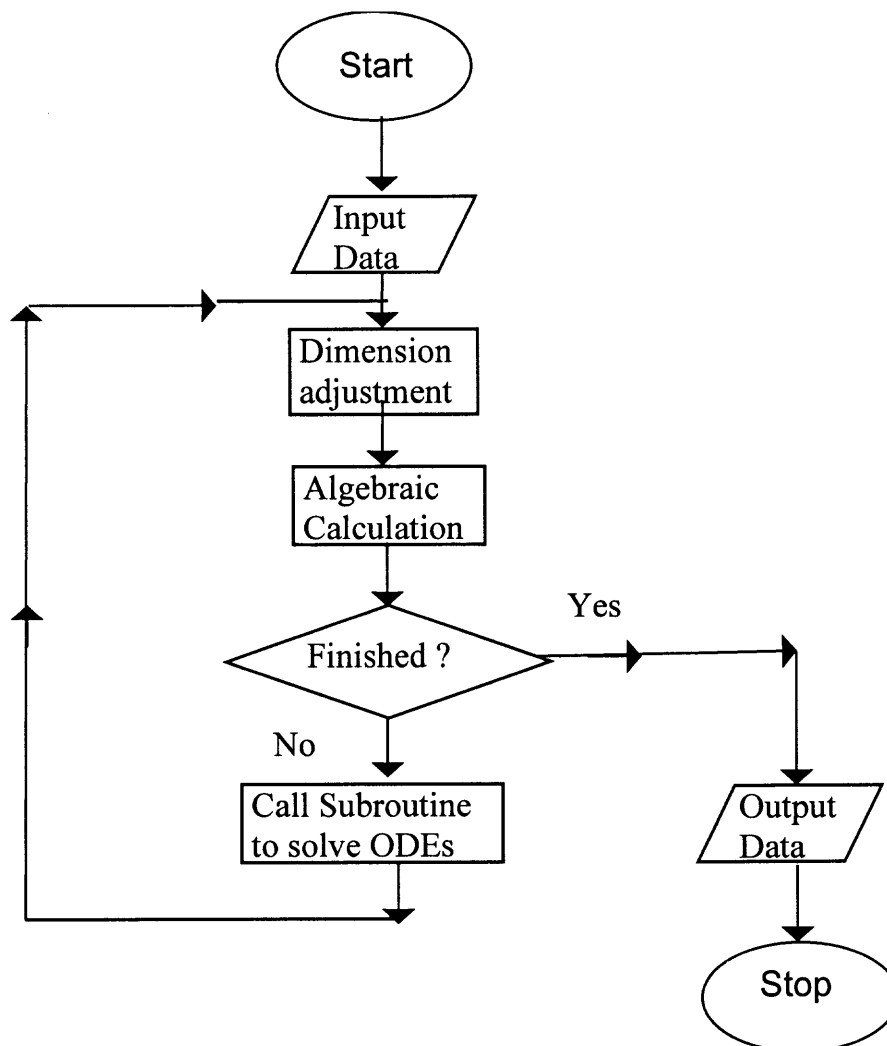 Start
Input
Data
Dimension
adjustment
Algebraic
Calculation
Yes
Finished ?
No
Call Subroutine
to solve ODEs
Output
Data
Stop